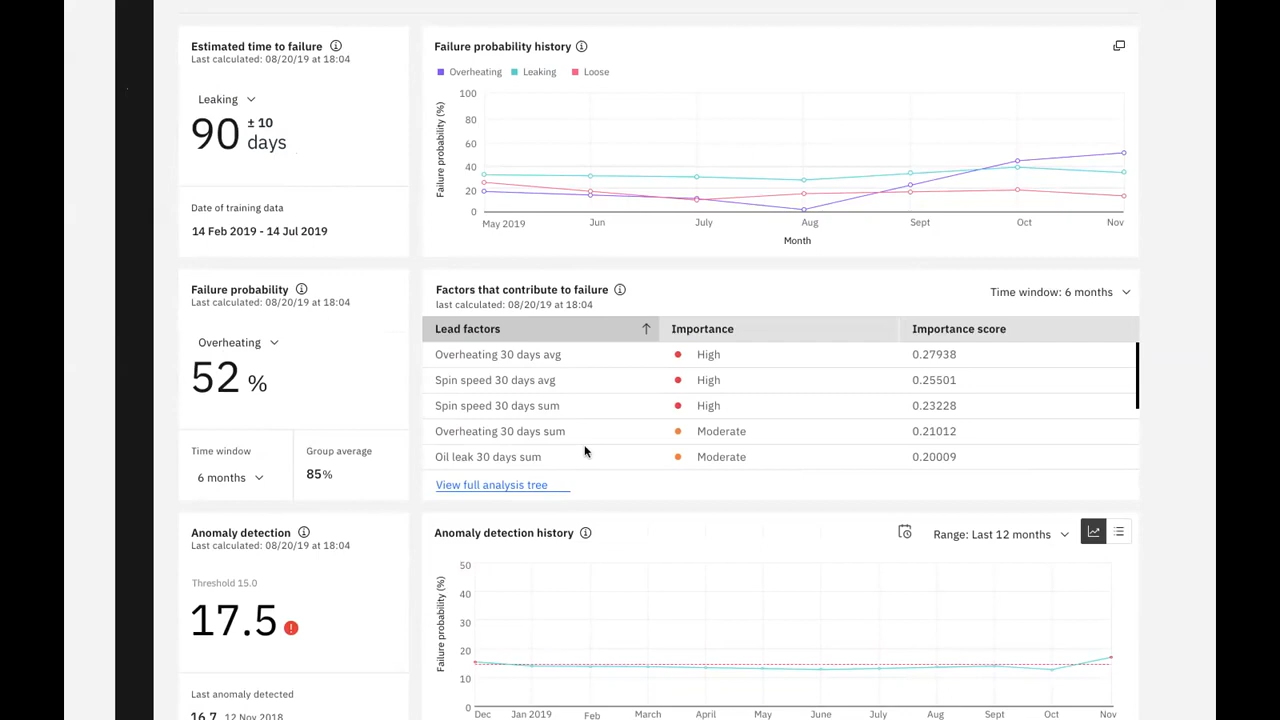 Estimated time to failure
Last calculated: 08/20/19 at 18:04
Leaking
90 ± 10 days
Date of training data
14 Feb 2019 - 14 Jul 2019
Failure probability history
Overheating Leaking Loose
Failure probability (%)
100
80
60
40
20
0
May 2019 Jun July Aug Sept Oct Nov
Month
Failure probability
Last calculated: 08/20/19 at 18:04
Overheating
52 %
Time window
6 months
Group average
85%
Factors that contribute to failure
last calculated: 08/20/19 at 18:04
Time window: 6 months
Lead factors Importance Importance score
Overheating 30 days avg High 0.27938
Spin speed 30 days avg High 0.25501
Spin speed 30 days sum High 0.23228
Overheating 30 days sum Moderate 0.21012
Oil leak 30 days sum Moderate 0.20009
View full analysis tree
Anomaly detection
Last calculated: 08/20/19 at 18:04
Threshold 15.0
17.5
Last anomaly detected
16.7 12 Nov 2018
Anomaly detection history
Range: Last 12 months
Failure probability (%)
50
40
30
20
10
0
Dec Jan 2019 Feb March April May June July Aug Sept Oct Nov